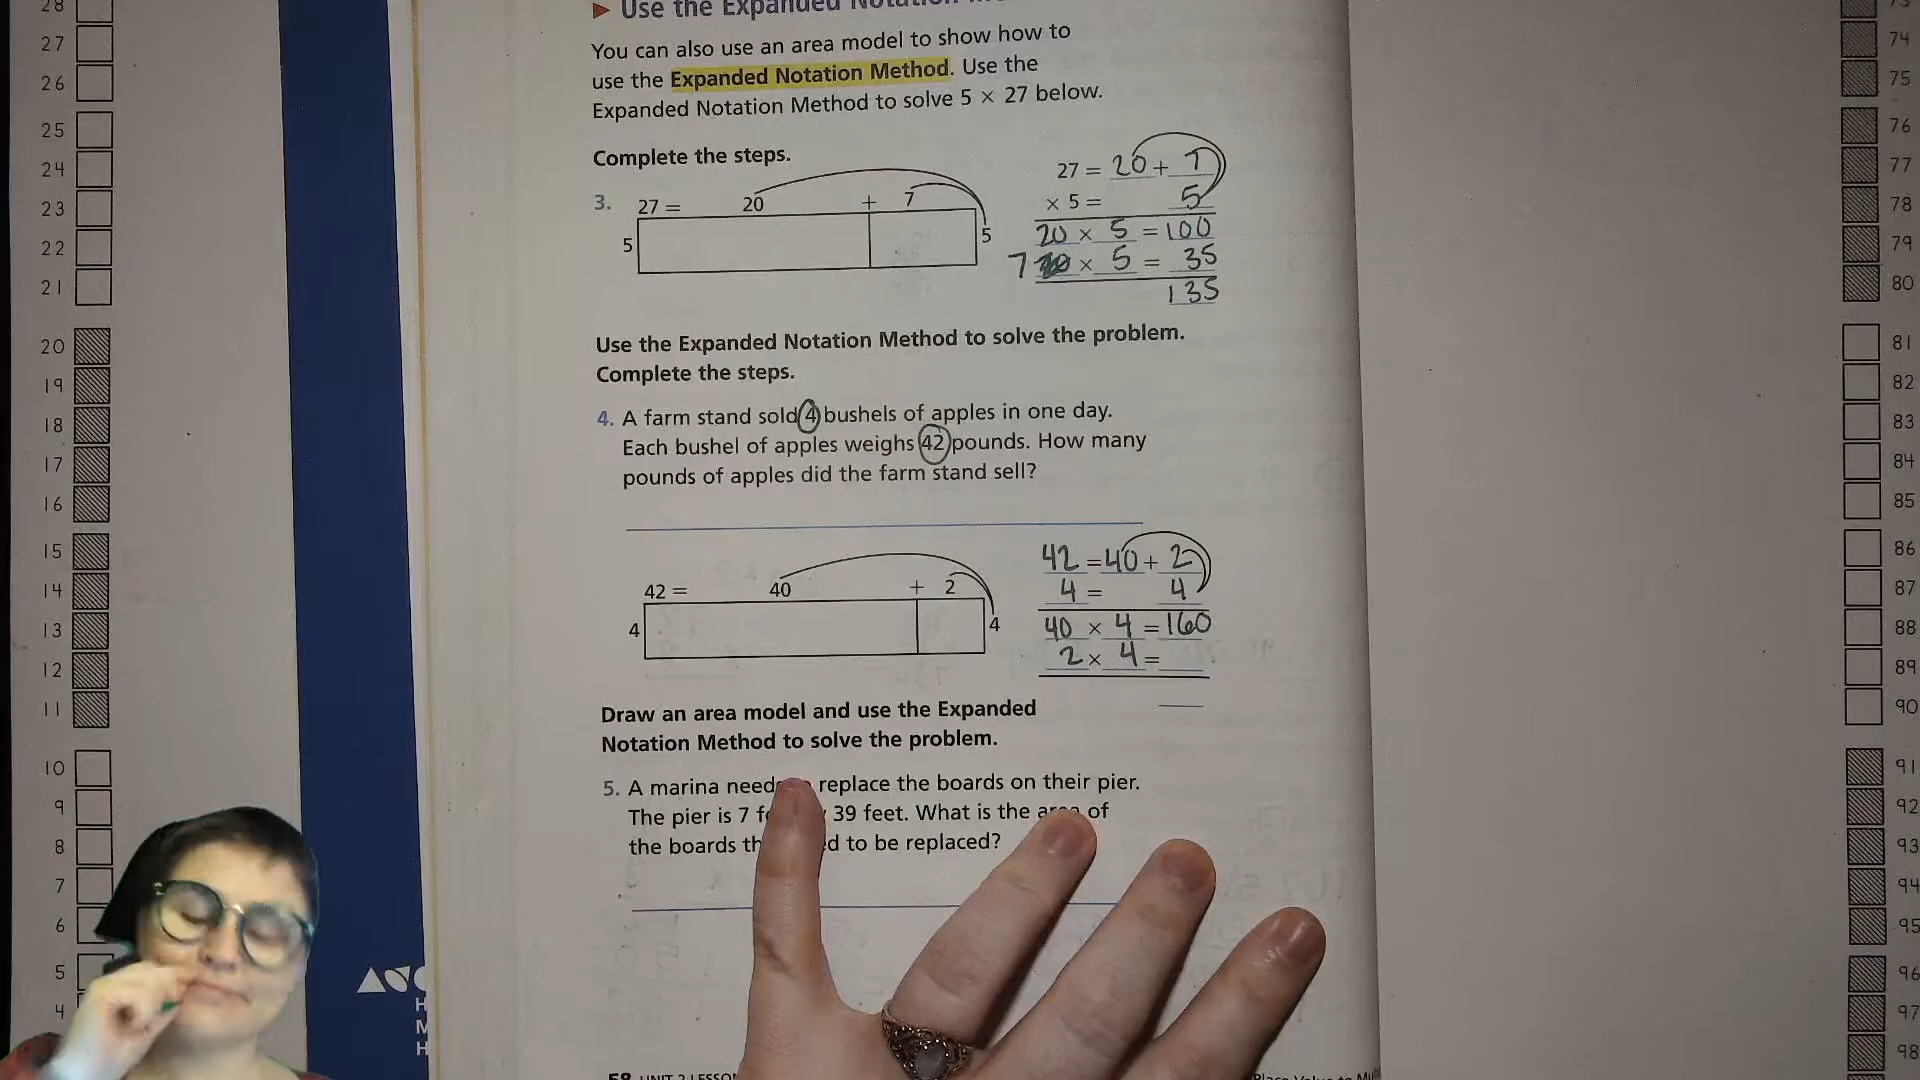 Use the Expanded Notation
You can also use an area model to show how to
use the Expanded Notation Method. Use the
Expanded Notation Method to solve 5 × 27 below.
Complete the steps.
3. 27 = 20 + 7
5 5
27 = 20 + 7
× 5 = 5
20 × 5 = 100
7 × 5 = 35
135
Use the Expanded Notation Method to solve the problem.
Complete the steps.
4. A farm stand sold 4 bushels of apples in one day.
Each bushel of apples weighs 42 pounds. How many
pounds of apples did the farm stand sell?
42 = 40 + 2
4 4
42 = 40 + 2
4 = 4
40 × 4 = 160
2 × 4 =
Draw an area model and use the Expanded
Notation Method to solve the problem.
5. A marina needs replace the boards on their pier.
The pier is 7 39 feet. What is the area of
the boards to be replaced?
58 UNIT 2 LESSON
28
27
26
25
24
23
22
21
20
19
18
17
16
15
14
13
12
11
10
9
8
7
6
5
4
H
M
H
73
74
75
76
77
78
79
80
81
82
83
84
85
86
87
88
89
90
91
92
93
94
95
96
97
98